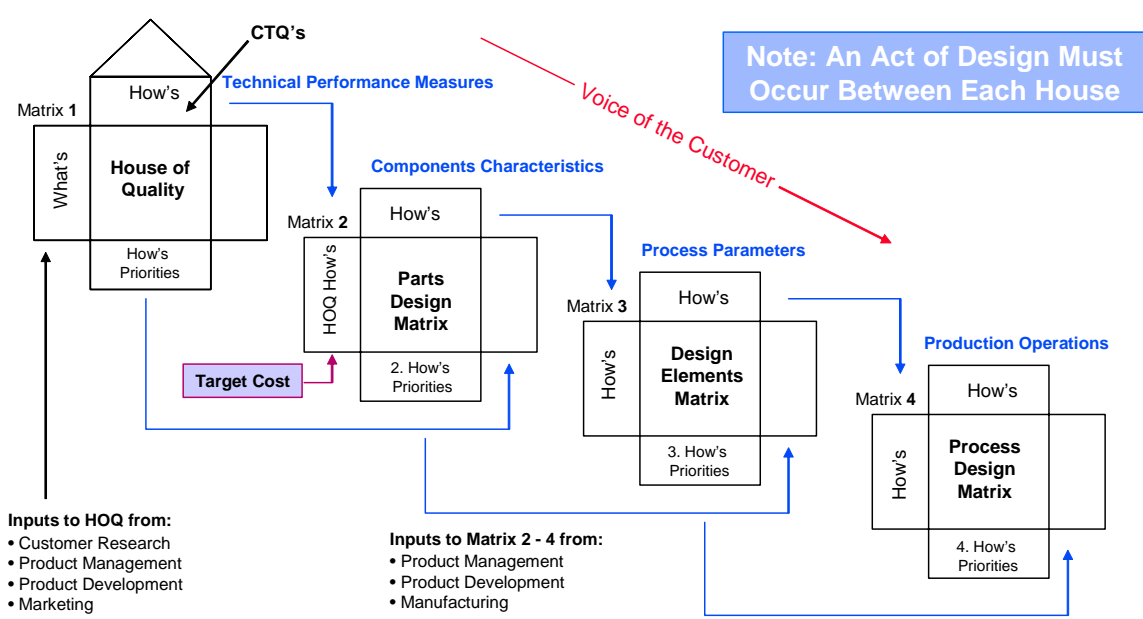 CTQ's
Note: An Act of Design Must
Occur Between Each House
Technical Performance Measures
How's
Matrix 1
Voice of the Customer
What's
House of
Quality
Components Characteristics
How's
Priorities
How's
Matrix 2
HOQ How's
Parts
Design
Matrix
Process Parameters
How's
Matrix 3
Target Cost
2. How's
Priorities
How's
Design
Elements
Matrix
Production Operations
How's
Matrix 4
3. How's
Priorities
How's
Process
Design
Matrix
4. How's
Priorities
Inputs to HOQ from:
• Customer Research
• Product Management
• Product Development
• Marketing
Inputs to Matrix 2 - 4 from:
• Product Management
• Product Development
• Manufacturing